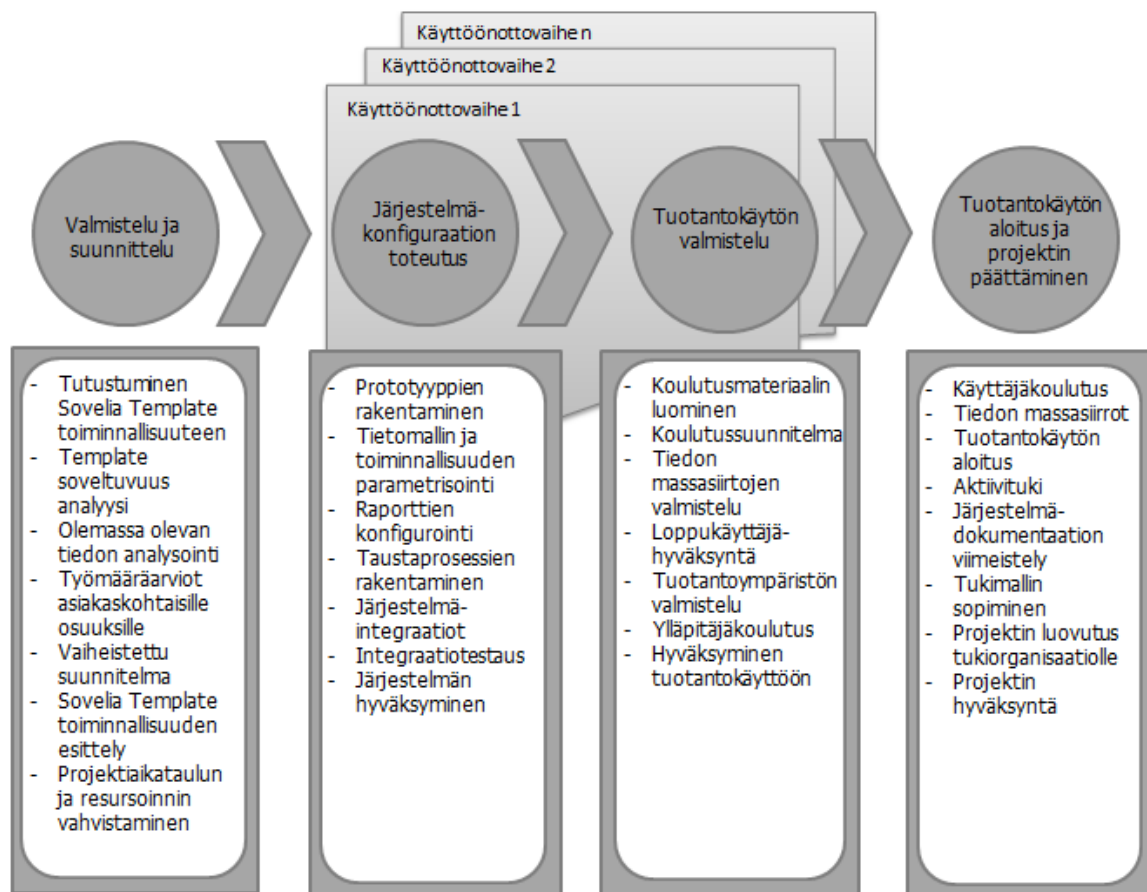 Käyttöönottovaihe n
Käyttöönottovaihe 2
Käyttöönottovaihe 1
Valmistelu ja
suunnittelu
Järjestelmä-
konfiguraation
toteutus
Tuotantokäytön
valmistelu
Tuotantokäytön
aloitus ja
projektin
päättäminen
- Tutustuminen
Sovelia Template
toiminnallisuuteen
- Template
soveltuvuus
analyysi
- Olemassa olevan
tiedon analysointi
- Työmääräarviot
asiakaskohtaisille
osuuksille
- Vaiheistettu
suunnitelma
- Sovelia Template
toiminnallisuuden
esittely
- Projektiaikataulun
ja resursoinnin
vahvistaminen
- Prototyyppien
rakentaminen
- Tietomallin ja
toiminnallisuuden
parametrisointi
- Raporttien
konfigurointi
- Taustaprosessien
rakentaminen
- Järjestelmä-
integraatiot
- Integraatiotestaus
- Järjestelmän
hyväksyminen
- Koulutusmateriaalin
luominen
- Koulutussuunnitelma
- Tiedon
massasiirtojen
valmistelu
- Loppukäyttäjä-
hyväksyntä
- Tuotantoympäristön
valmistelu
- Ylläpitäjäkoulutus
- Hyväksyminen
tuotantokäyttöön
- Käyttäjäkoulutus
- Tiedon massasiirrot
- Tuotantokäytön
aloitus
- Aktiivituki
- Järjestelmä-
dokumentaation
viimeistely
- Tukimallin
sopiminen
- Projektin luovutus
tukiorganisaatiolle
- Projektin
hyväksyntä